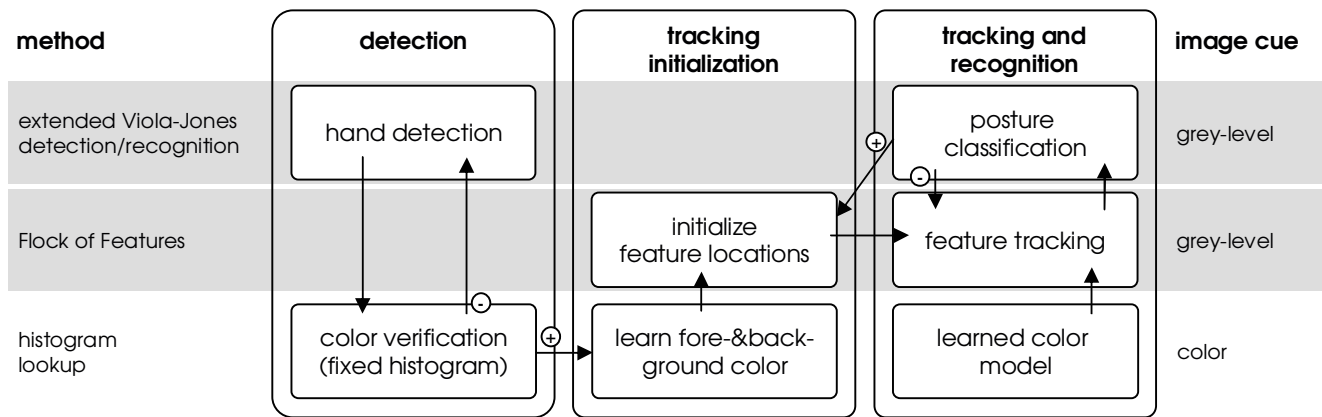 method
detection
tracking
initialization
tracking and
recognition
image cue
extended Viola-Jones
detection/recognition
hand detection
posture
classification
grey-level
+
-
Flock of Features
initialize
feature locations
feature tracking
grey-level
-
+
histogram
lookup
color verification
(fixed histogram)
learn fore-&back-
ground color
learned color
model
color